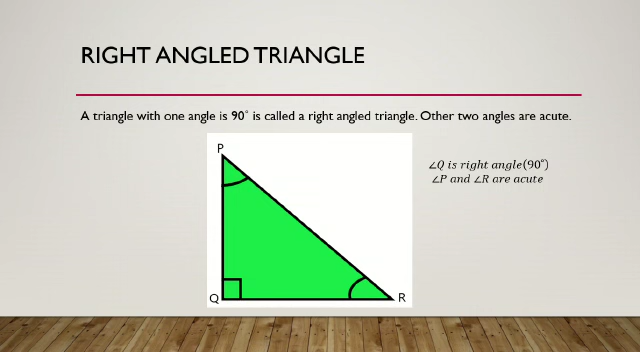 RIGHT ANGLED TRIANGLE
A triangle with one angle is 90° is called a right angled triangle. Other two angles are acute.
P
∠Q is right angle(90°)
∠P and ∠R are acute
Q
R